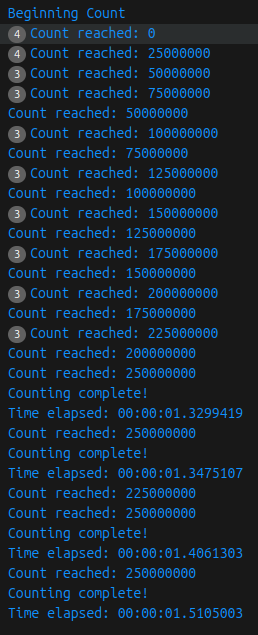 Beginning Count
4 Count reached: 0
4 Count reached: 25000000
3 Count reached: 50000000
3 Count reached: 75000000
Count reached: 50000000
3 Count reached: 100000000
Count reached: 75000000
3 Count reached: 125000000
Count reached: 100000000
3 Count reached: 150000000
Count reached: 125000000
3 Count reached: 175000000
Count reached: 150000000
3 Count reached: 200000000
Count reached: 175000000
3 Count reached: 225000000
Count reached: 200000000
Count reached: 250000000
Counting complete!
Time elapsed: 00:00:01.3299419
Count reached: 250000000
Counting complete!
Time elapsed: 00:00:01.3475107
Count reached: 225000000
Count reached: 250000000
Counting complete!
Time elapsed: 00:00:01.4061303
Count reached: 250000000
Counting complete!
Time elapsed: 00:00:01.5105003